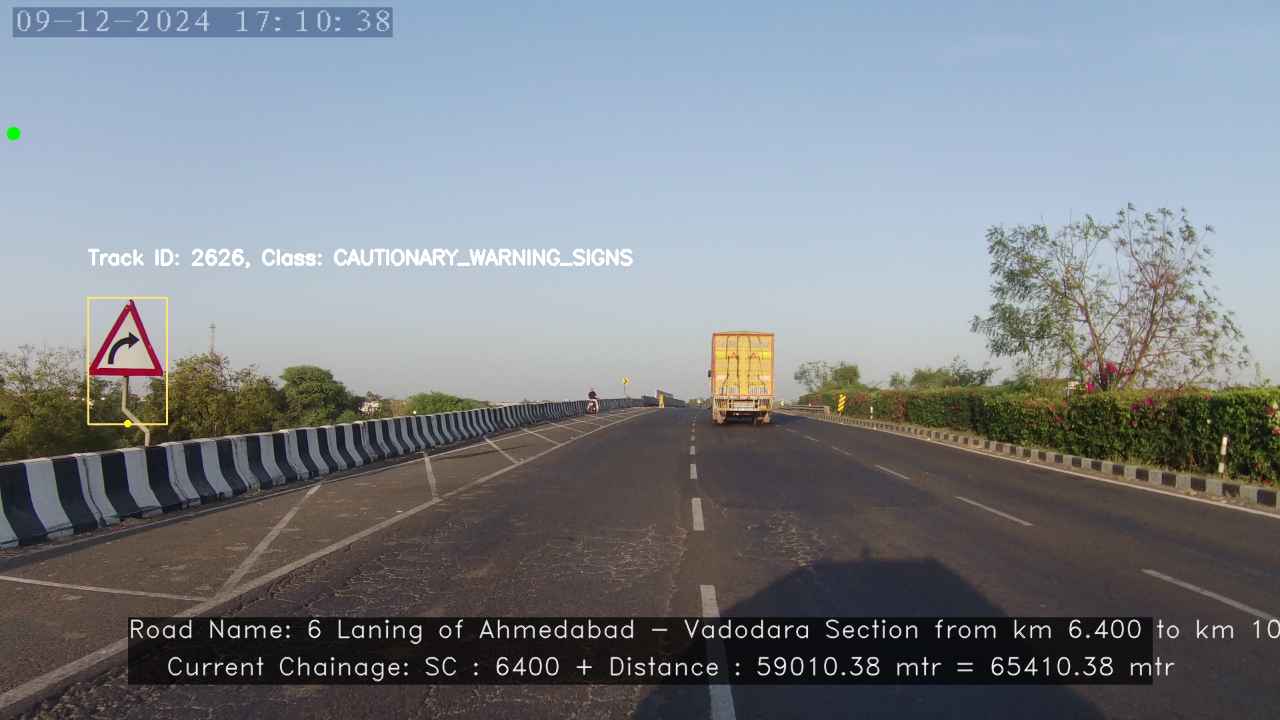 09-12-2024 17:10:38
Track ID: 2626, Class: CAUTIONARY_WARNING_SIGNS
Road Name: 6 Laning of Ahmedabad - Vadodara Section from km 6.400 to km 10
Current Chainage: SC : 6400 + Distance : 59010.38 mtr = 65410.38 mtr